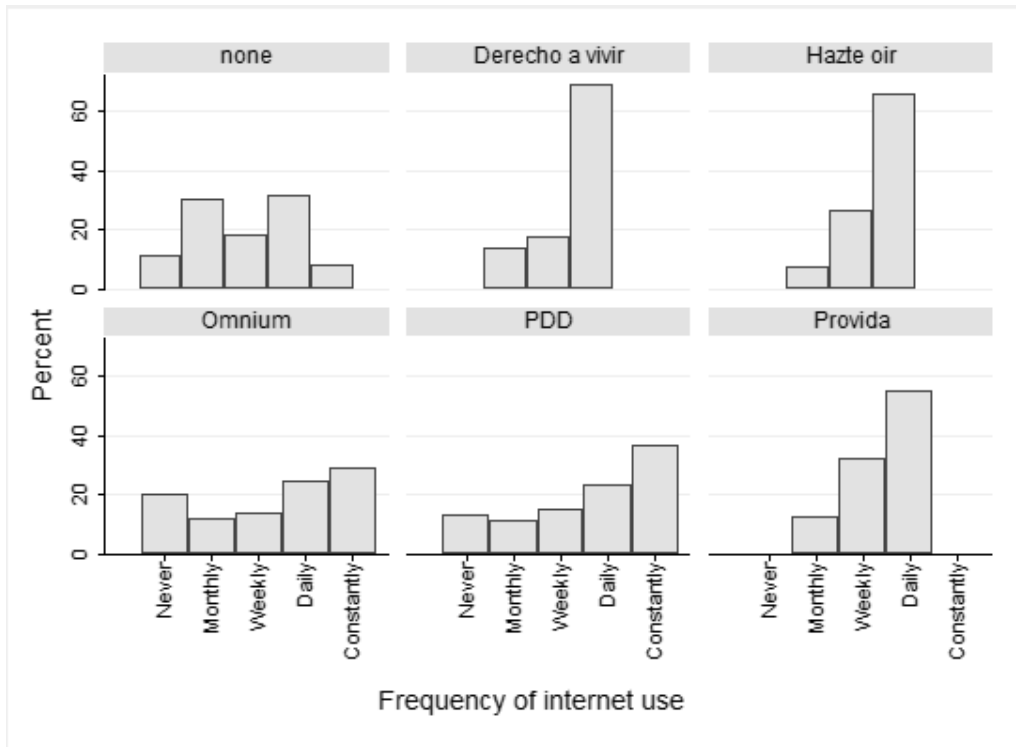 none Derecho a vivir Hazte oir
60
40
20
0
Omnium PDD Provida
60
40
20
0
Percent
Never Monthly Weekly Daily Constantly Never Monthly Weekly Daily Constantly Never Monthly Weekly Daily Constantly
Frequency of internet use